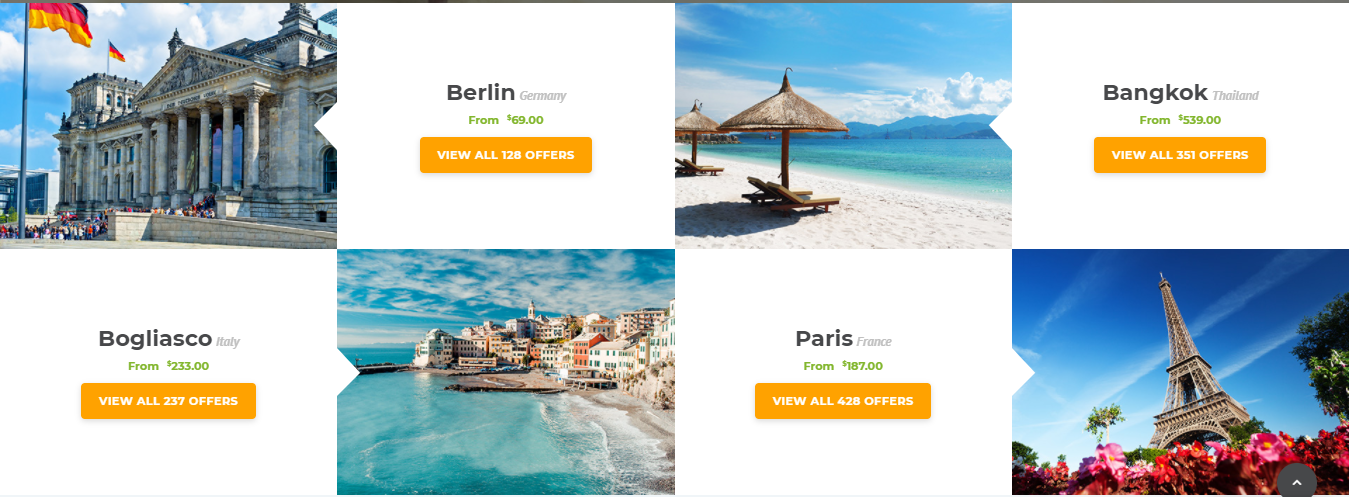 Berlin Germany
From $69.00
VIEW ALL 128 OFFERS
Bangkok Thailand
From $539.00
VIEW ALL 351 OFFERS
Bogliasco Italy
From $233.00
VIEW ALL 237 OFFERS
Paris France
From $187.00
VIEW ALL 428 OFFERS